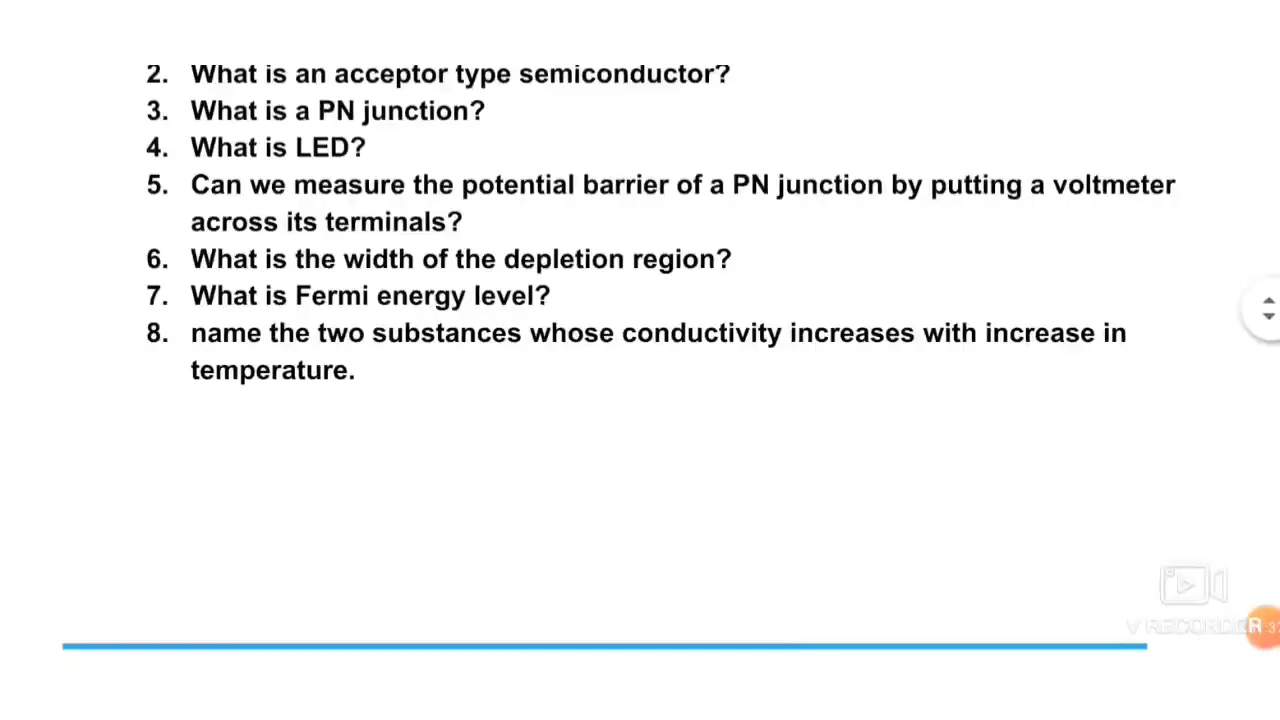 2. What is an acceptor type semiconductor?
3. What is a PN junction?
4. What is LED?
5. Can we measure the potential barrier of a PN junction by putting a voltmeter
across its terminals?
6. What is the width of the depletion region?
7. What is Fermi energy level?
8. name the two substances whose conductivity increases with increase in
temperature.
V RECORDER